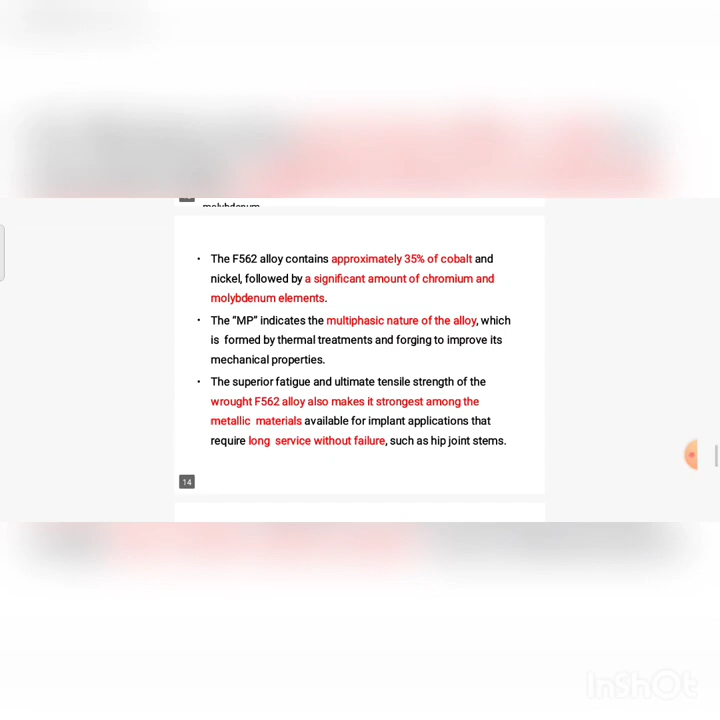 molybdenum
• The F562 alloy contains approximately 35% of cobalt and
nickel, followed by a significant amount of chromium and
molybdenum elements.
• The “MP” indicates the multiphasic nature of the alloy, which
is formed by thermal treatments and forging to improve its
mechanical properties.
• The superior fatigue and ultimate tensile strength of the
wrought F562 alloy also makes it strongest among the
metallic materials available for implant applications that
require long service without failure, such as hip joint stems.
14
InShOt